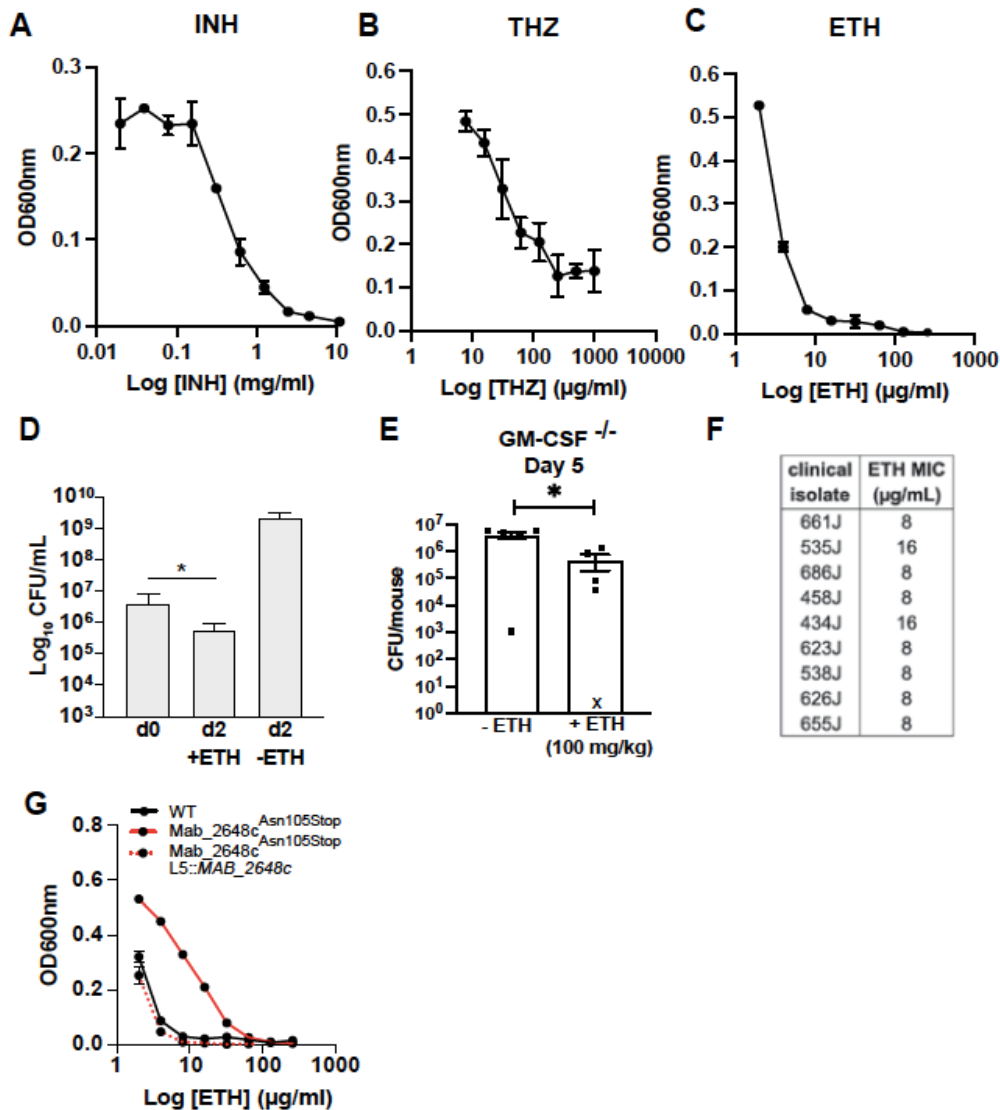 A
INH
OD600nm
0.3
0.2
0.1
0.0
0.01 0.1 1 10
Log [INH] (mg/ml)
B
THZ
OD600nm
0.6
0.5
0.4
0.3
0.2
0.1
0.0
1 10 100 1000 10000
Log [THZ] (µg/ml)
C
ETH
OD600nm
0.6
0.5
0.4
0.3
0.2
0.1
0.0
1 10 100 1000
Log [ETH] (µg/ml)
D
Log10 CFU/mL
10^10
10^9
10^8
10^7
10^6
10^5
10^4
10^3
*
d0 d2 d2
+ETH -ETH
E
GM-CSF -/-
Day 5
*
CFU/mouse
10^7
10^6
10^5
10^4
10^3
10^2
10^1
10^0
x
- ETH + ETH
(100 mg/kg)
F
clinical isolate ETH MIC (µg/mL)
661J 8
535J 16
686J 8
458J 8
434J 16
623J 8
538J 8
626J 8
655J 8
G
WT
Mab_2648c Asn105Stop
Mab_2648c Asn105Stop
L5::MAB_2648c
OD600nm
0.8
0.6
0.4
0.2
0.0
1 10 100 1000
Log [ETH] (µg/ml)